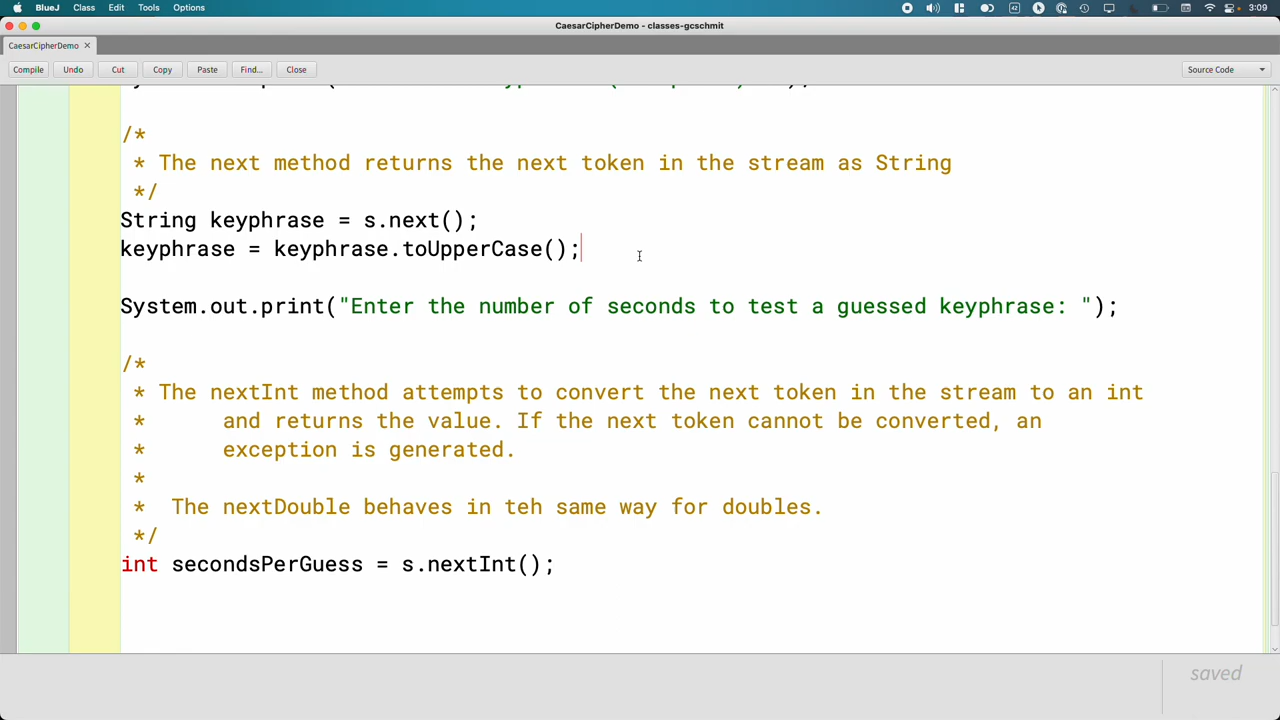 BlueJ Class Edit Tools Options 3:09
CaesarCipherDemo - classes-gcschmit
CaesarCipherDemo ×
Compile Undo Cut Copy Paste Find... Close Source Code
/*
* The next method returns the next token in the stream as String
*/
String keyphrase = s.next();
keyphrase = keyphrase.toUpperCase();
System.out.print("Enter the number of seconds to test a guessed keyphrase: ");
/*
* The nextInt method attempts to convert the next token in the stream to an int
* and returns the value. If the next token cannot be converted, an
* exception is generated.
*
* The nextDouble behaves in teh same way for doubles.
*/
int secondsPerGuess = s.nextInt();
saved